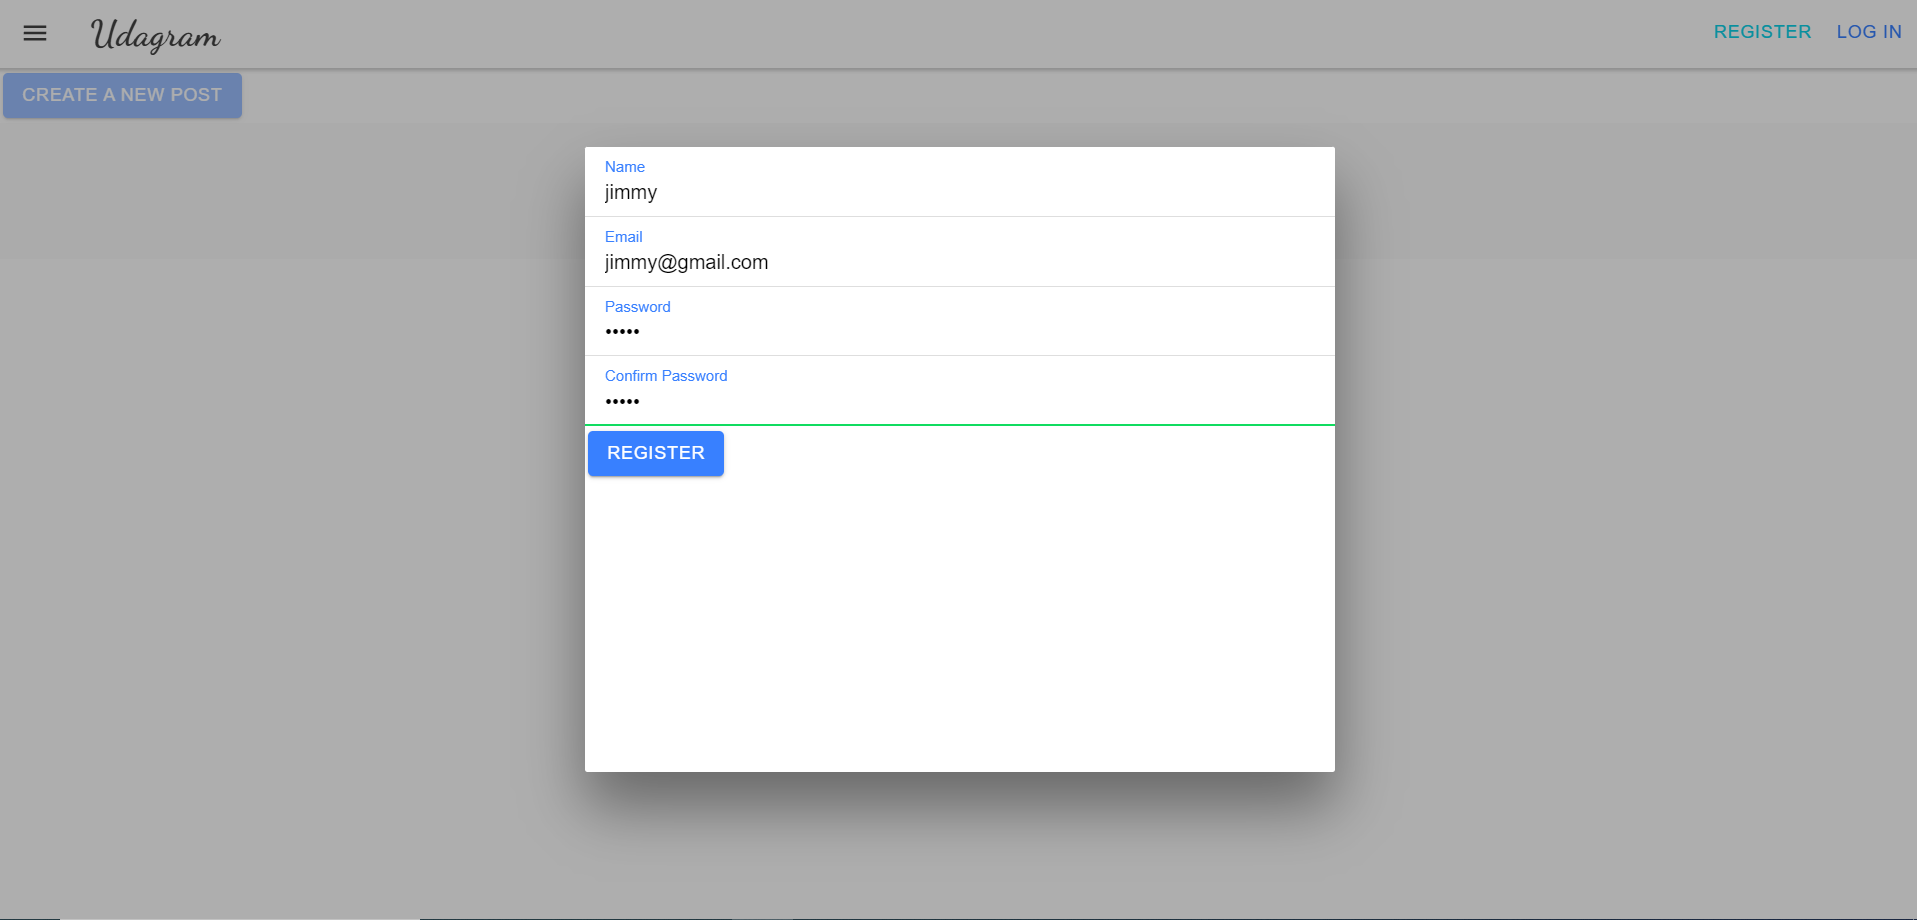 Udagram
REGISTER
LOG IN
CREATE A NEW POST
Name
jimmy
Email
jimmy@gmail.com
Password
•••••
Confirm Password
•••••
REGISTER